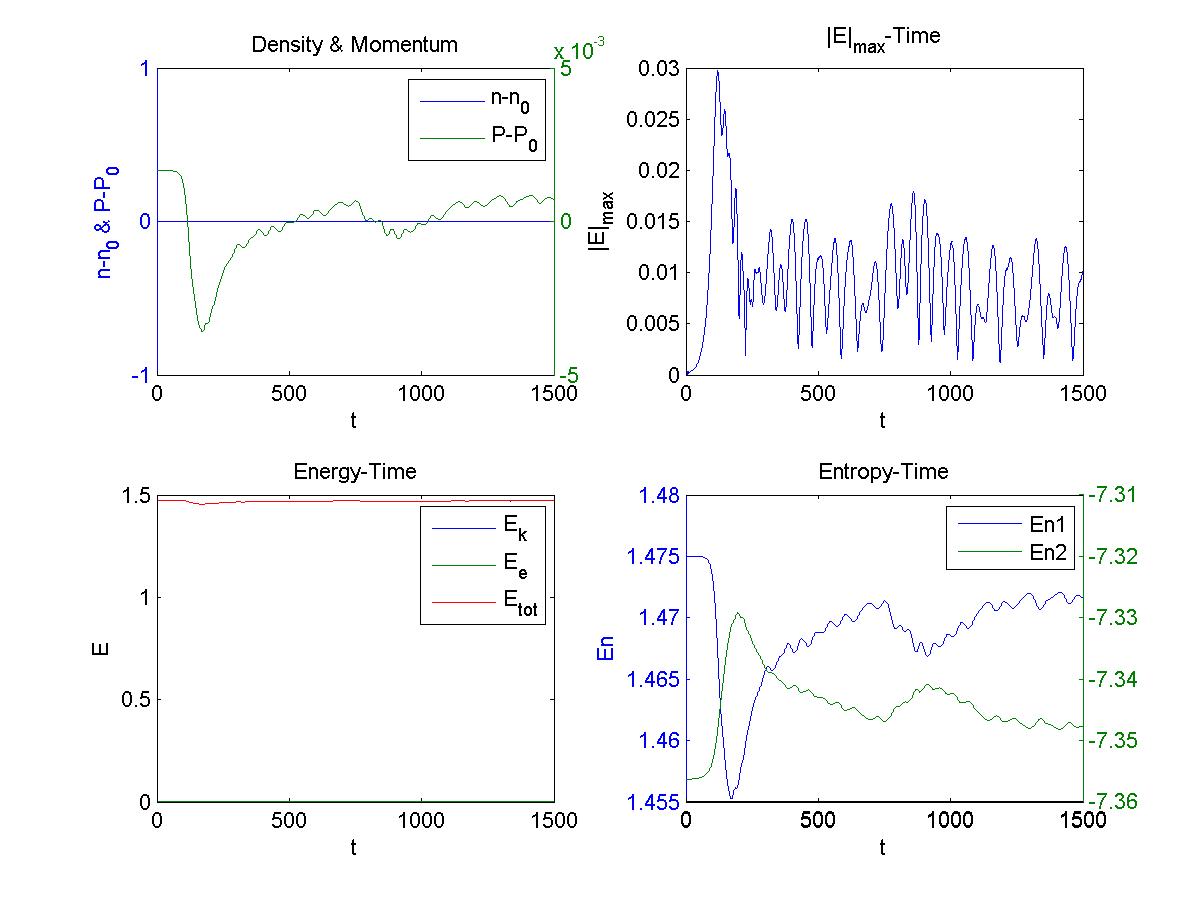 Density & Momentum
x 10^-3
1
0
-1
5
0
-5
n-n_0
P-P_0
n-n_0 & P-P_0
0
500
1000
1500
t
|E|_max-Time
0.03
0.025
0.02
0.015
0.01
0.005
0
|E|_max
0
500
1000
1500
t
Energy-Time
1.5
1
0.5
0
E_k
E_e
E_tot
E
0
500
1000
1500
t
Entropy-Time
1.48
1.475
1.47
1.465
1.46
1.455
-7.31
-7.32
-7.33
-7.34
-7.35
-7.36
En1
En2
En
0
500
1000
1500
t